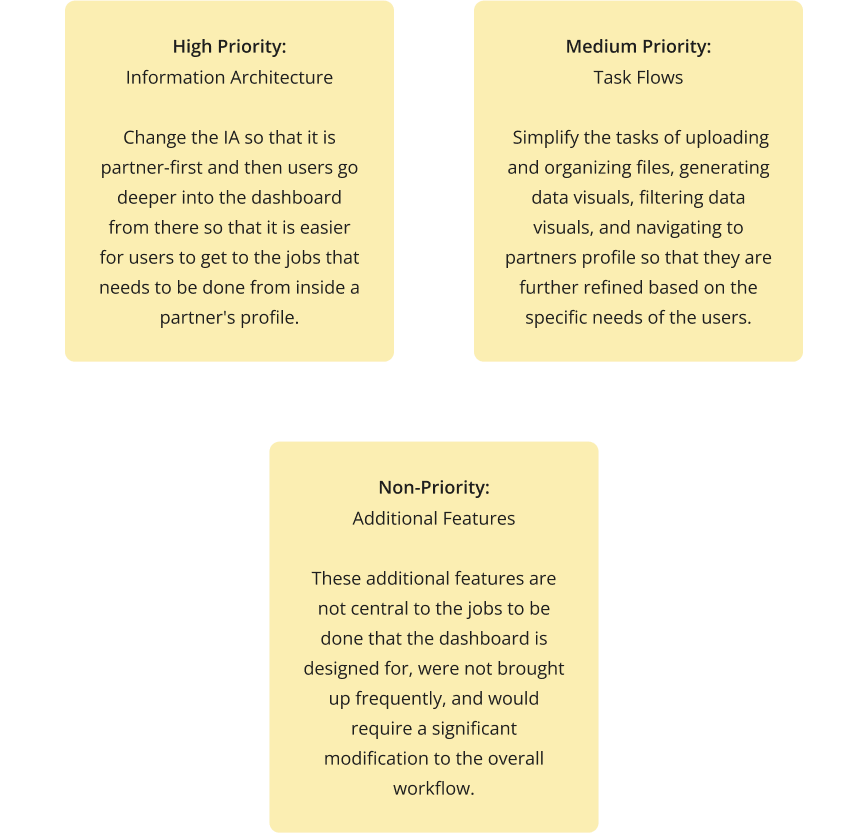 High Priority:
Information Architecture
Change the IA so that it is
partner-first and then users go
deeper into the dashboard
from there so that it is easier
for users to get to the jobs that
needs to be done from inside a
partner's profile.
Medium Priority:
Task Flows
Simplify the tasks of uploading
and organizing files, generating
data visuals, filtering data
visuals, and navigating to
partners profile so that they are
further refined based on the
specific needs of the users.
Non-Priority:
Additional Features
These additional features are
not central to the jobs to be
done that the dashboard is
designed for, were not brought
up frequently, and would
require a significant
modification to the overall
workflow.